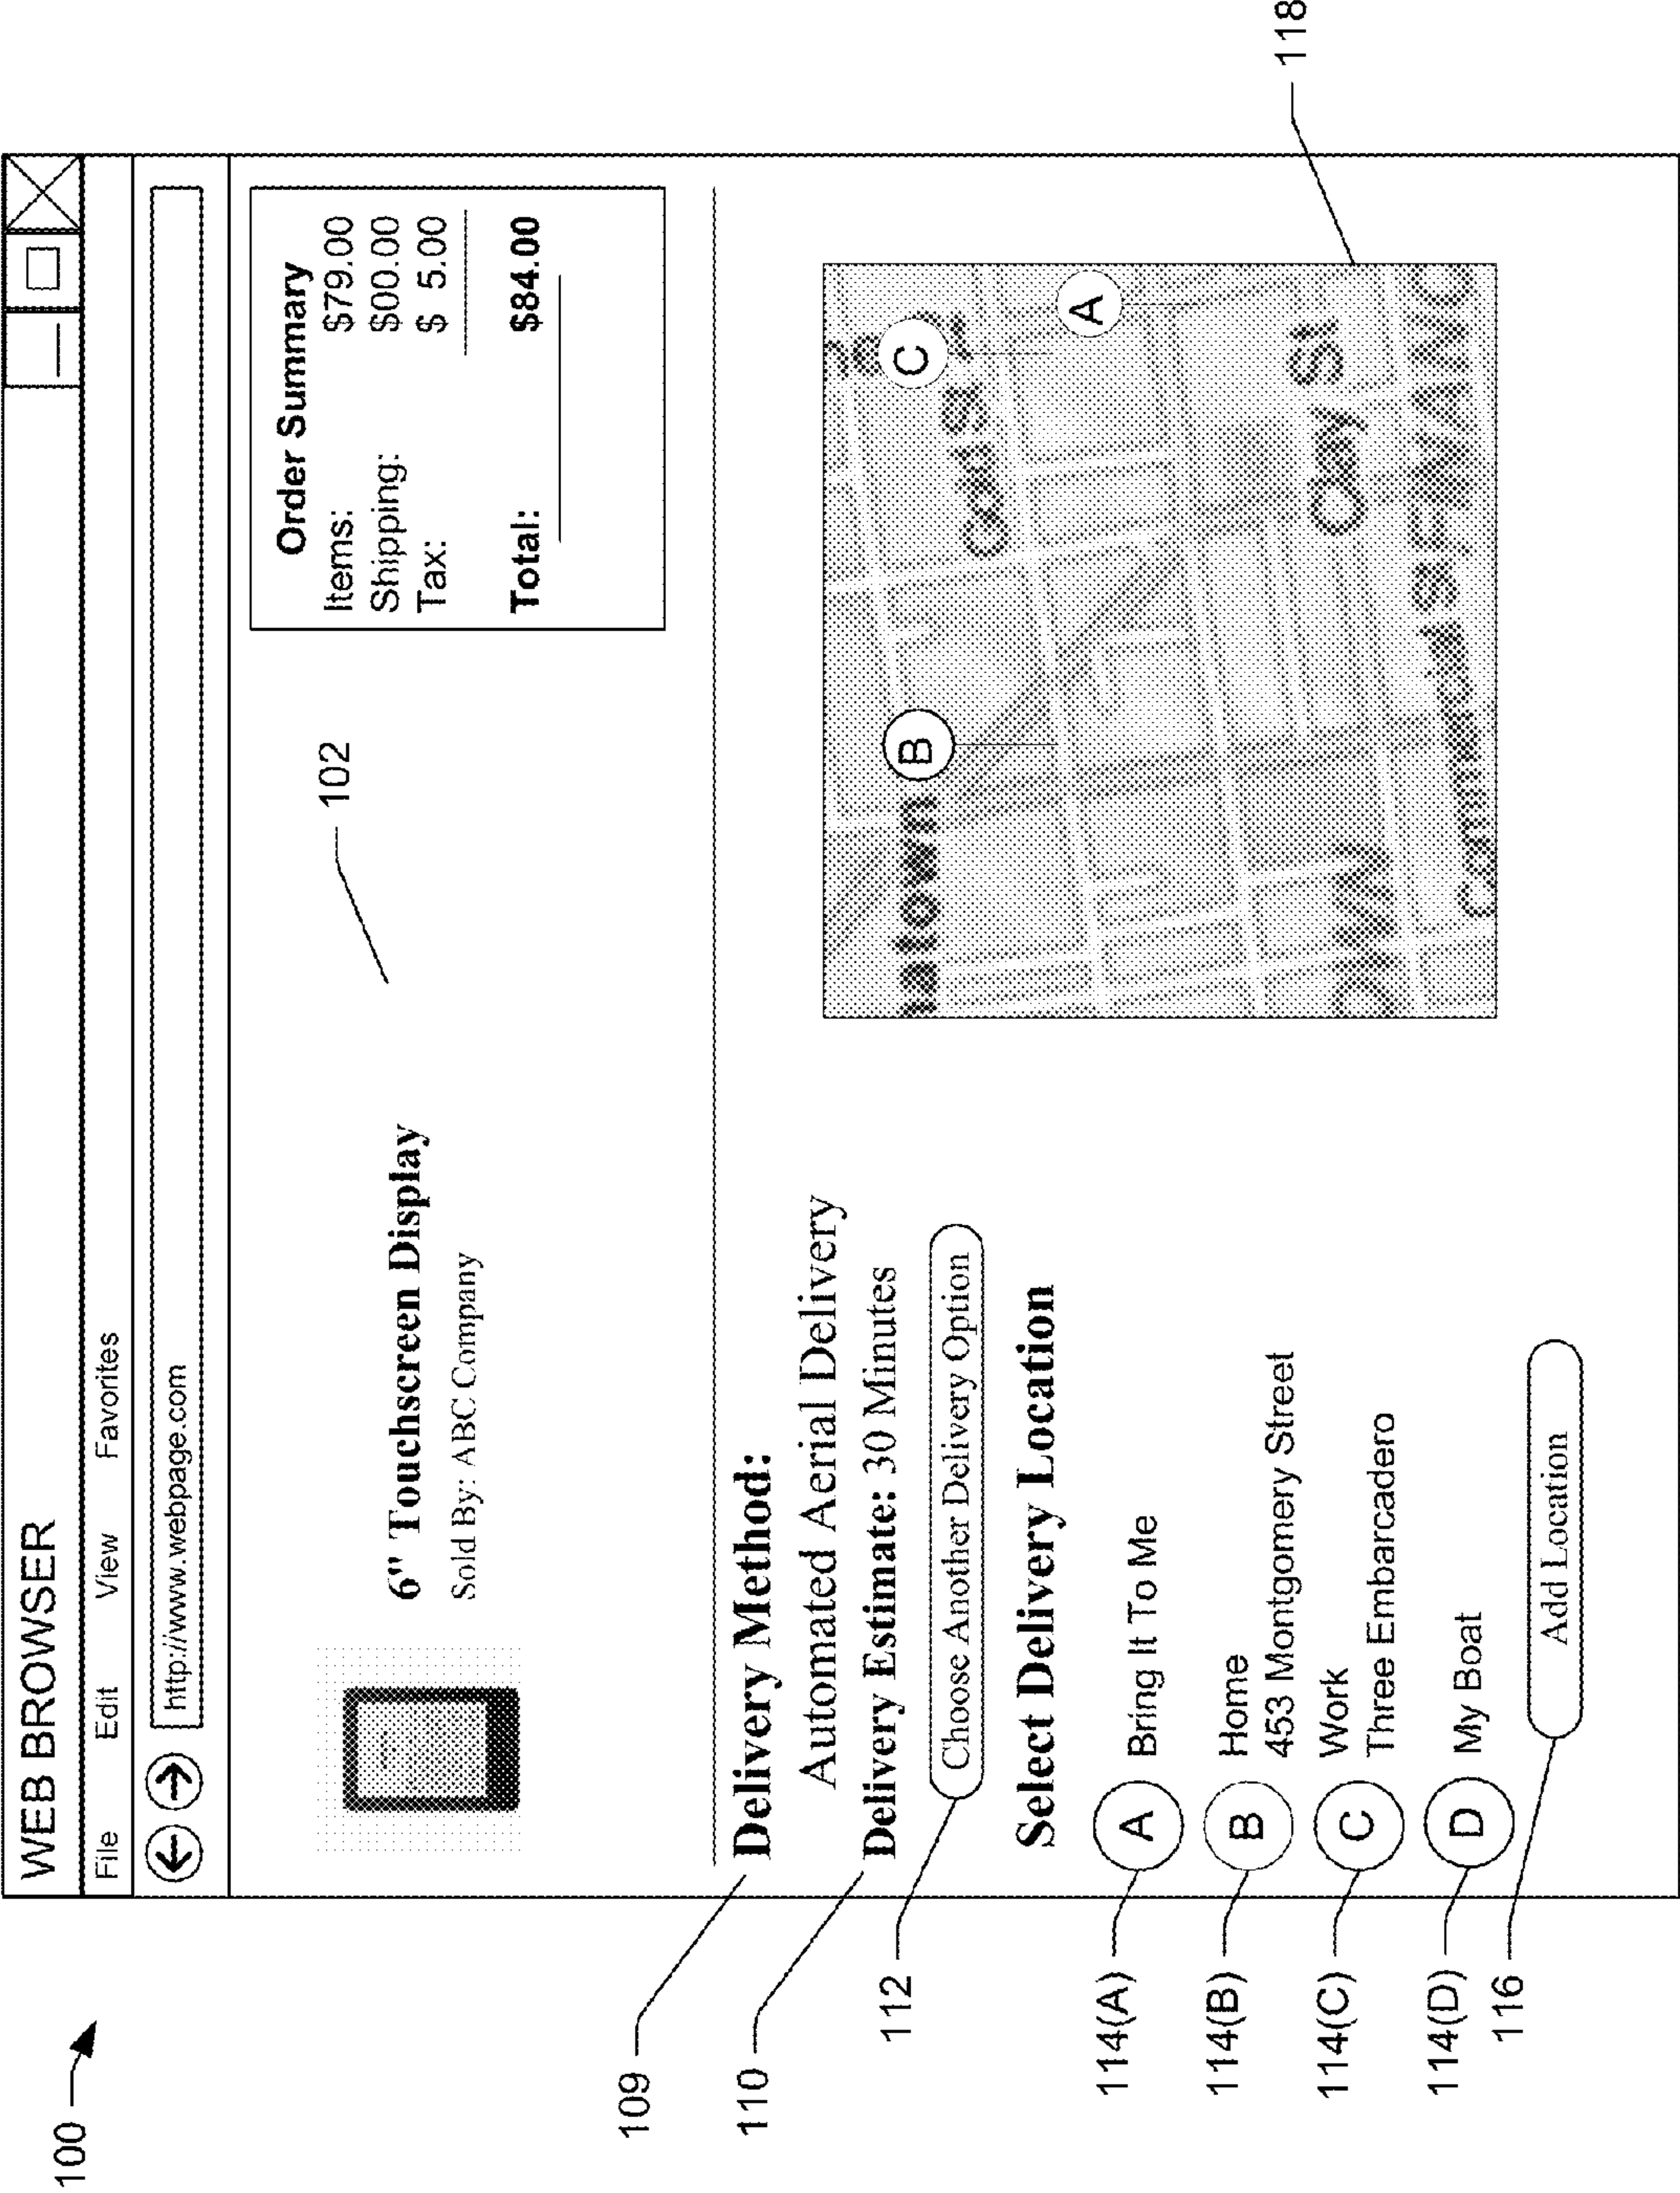 100
WEB BROWSER
File Edit View Favorites
http://www.webpage.com
6" Touchscreen Display
Sold By: ABC Company
102
Order Summary
Items: $79.00
Shipping: $00.00
Tax: $ 5.00
Total: $84.00
109
Delivery Method:
Automated Aerial Delivery
110
Delivery Estimate: 30 Minutes
112
Choose Another Delivery Option
Select Delivery Location
114(A)
A Bring It To Me
114(B)
B Home
453 Montgomery Street
114(C)
C Work
Three Embarcadero
114(D)
D My Boat
116
Add Location
B
C
A
Clay St
118